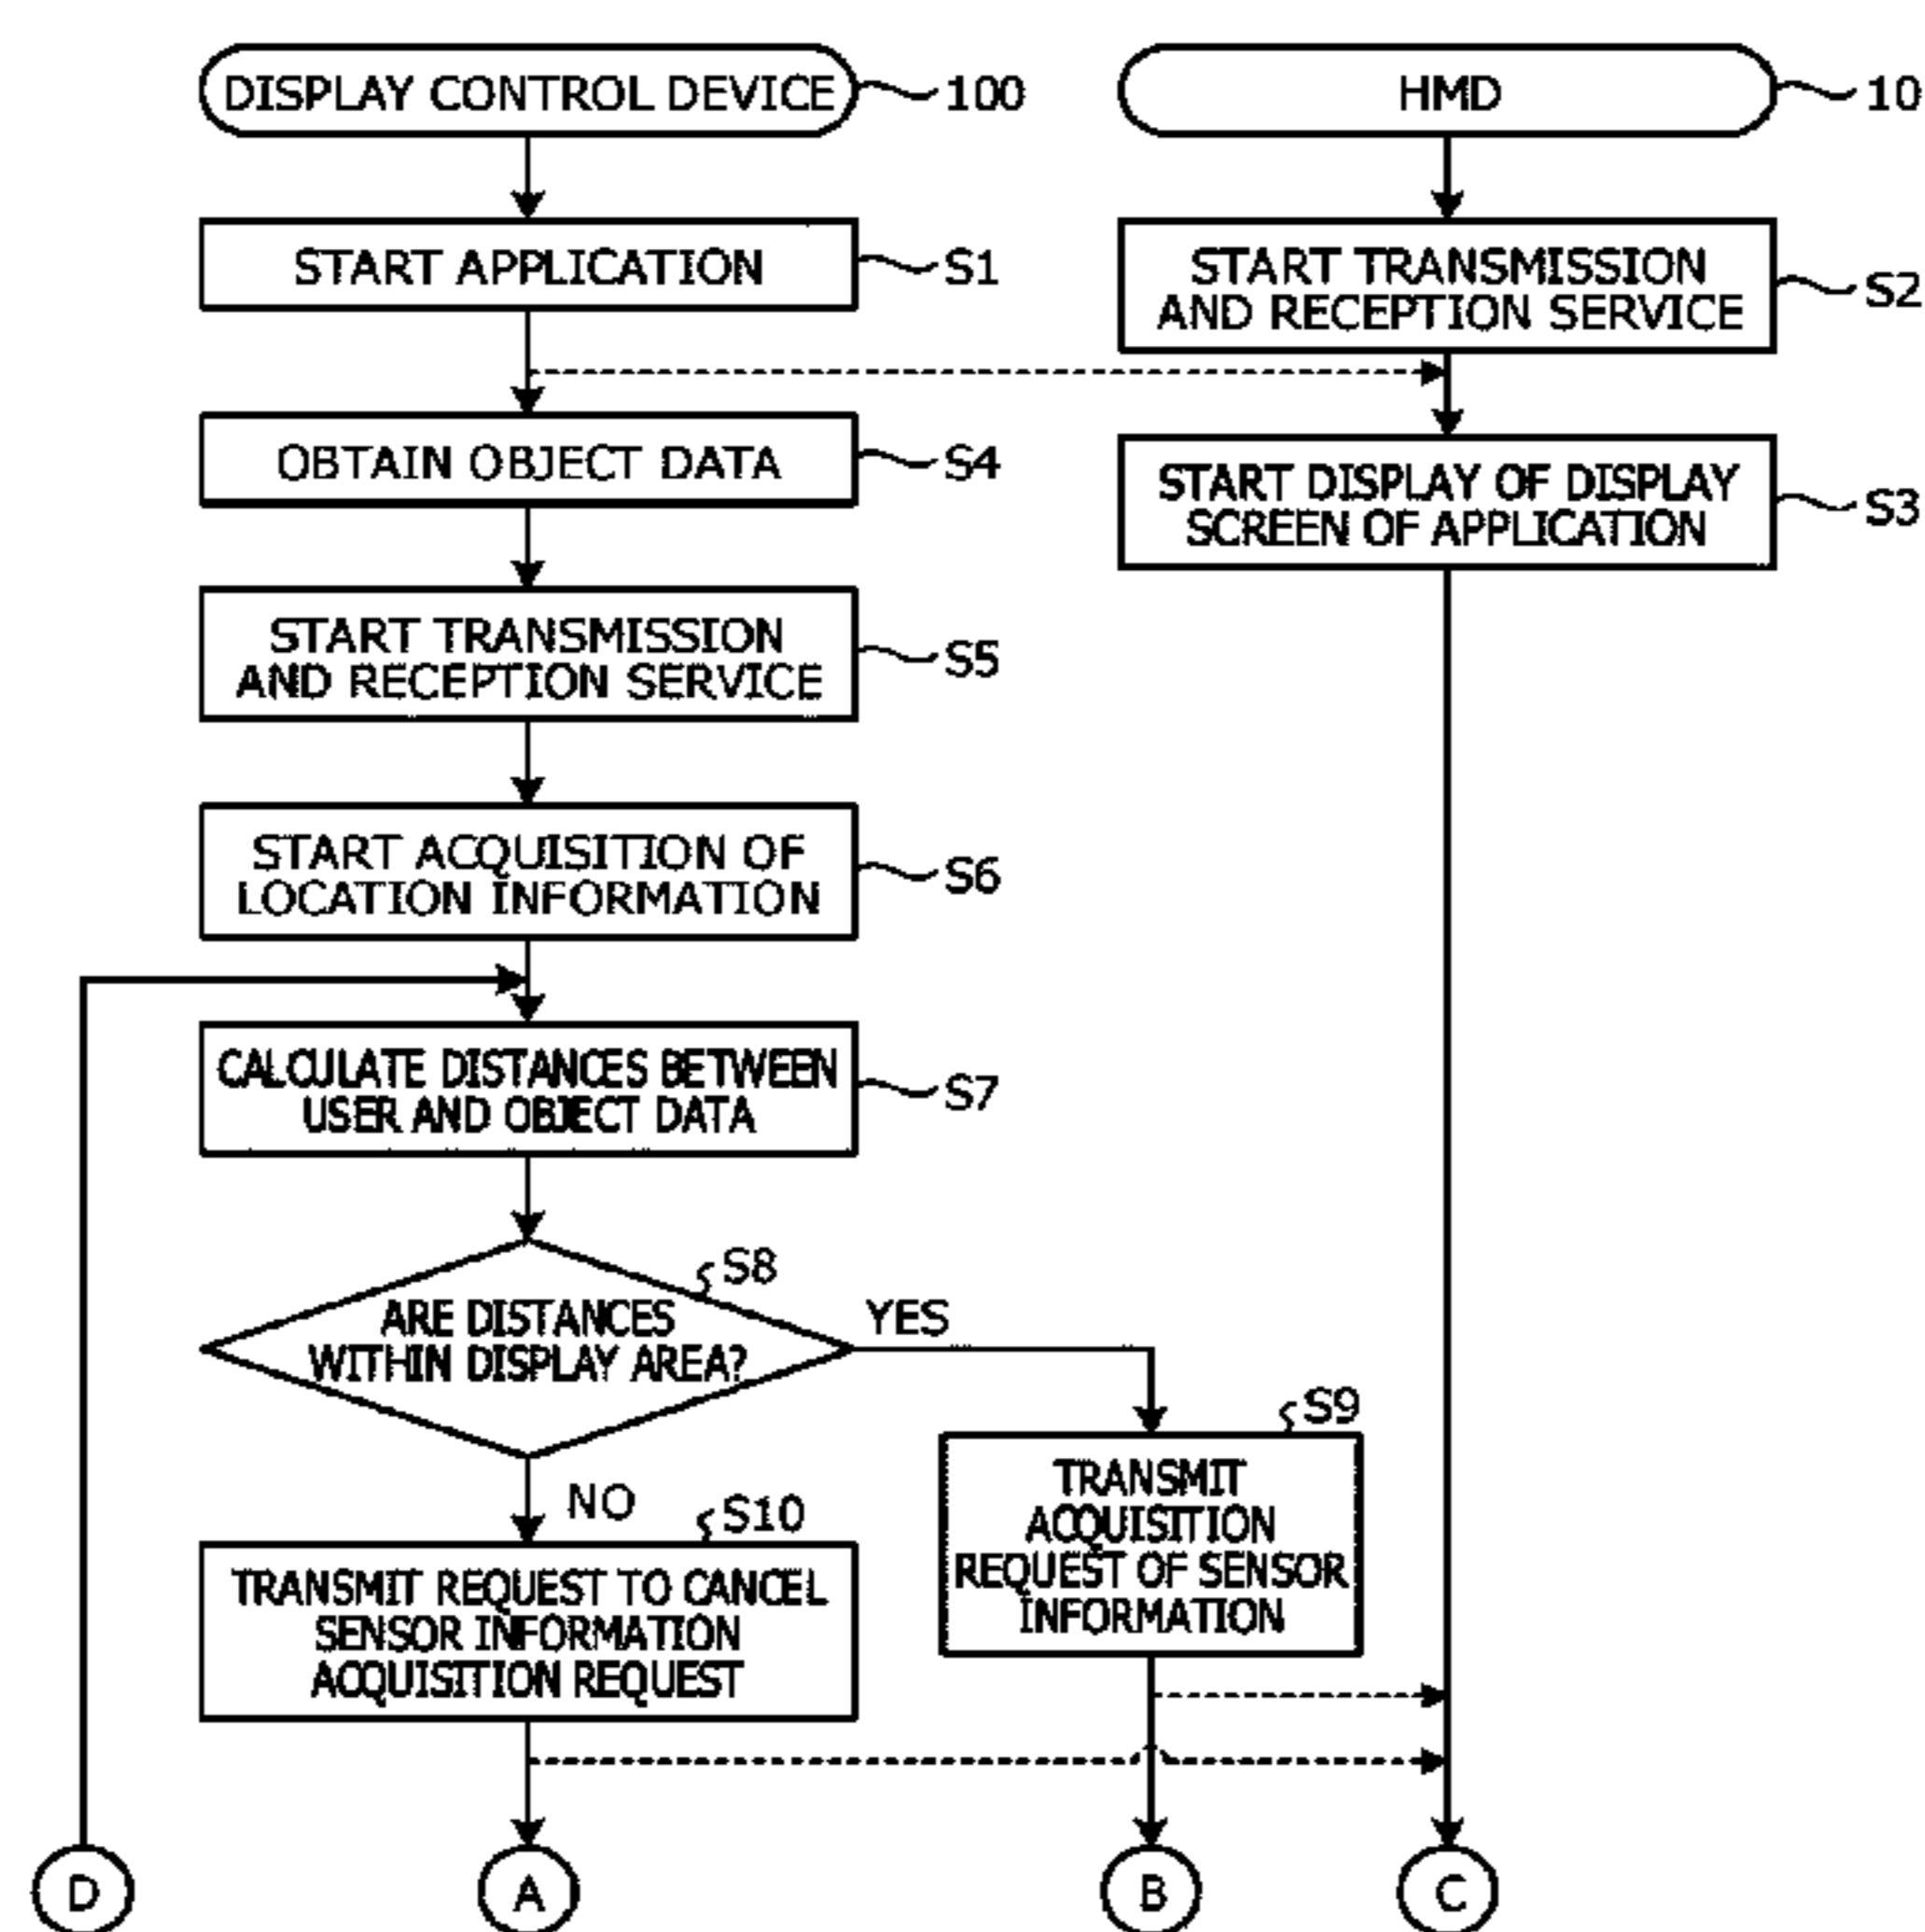 DISPLAY CONTROL DEVICE
100
HMD
10
START APPLICATION
S1
START TRANSMISSION
AND RECEPTION SERVICE
S2
OBTAIN OBJECT DATA
S4
START DISPLAY OF DISPLAY
SCREEN OF APPLICATION
S3
START TRANSMISSION
AND RECEPTION SERVICE
S5
START ACQUISITION OF
LOCATION INFORMATION
S6
CALCULATE DISTANCES BETWEEN
USER AND OBJECT DATA
S7
S8
ARE DISTANCES
WITHIN DISPLAY AREA?
YES
S9
TRANSMIT
ACQUISITION
REQUEST OF SENSOR
INFORMATION
NO
S10
TRANSMIT REQUEST TO CANCEL
SENSOR INFORMATION
ACQUISITION REQUEST
D
A
B
C